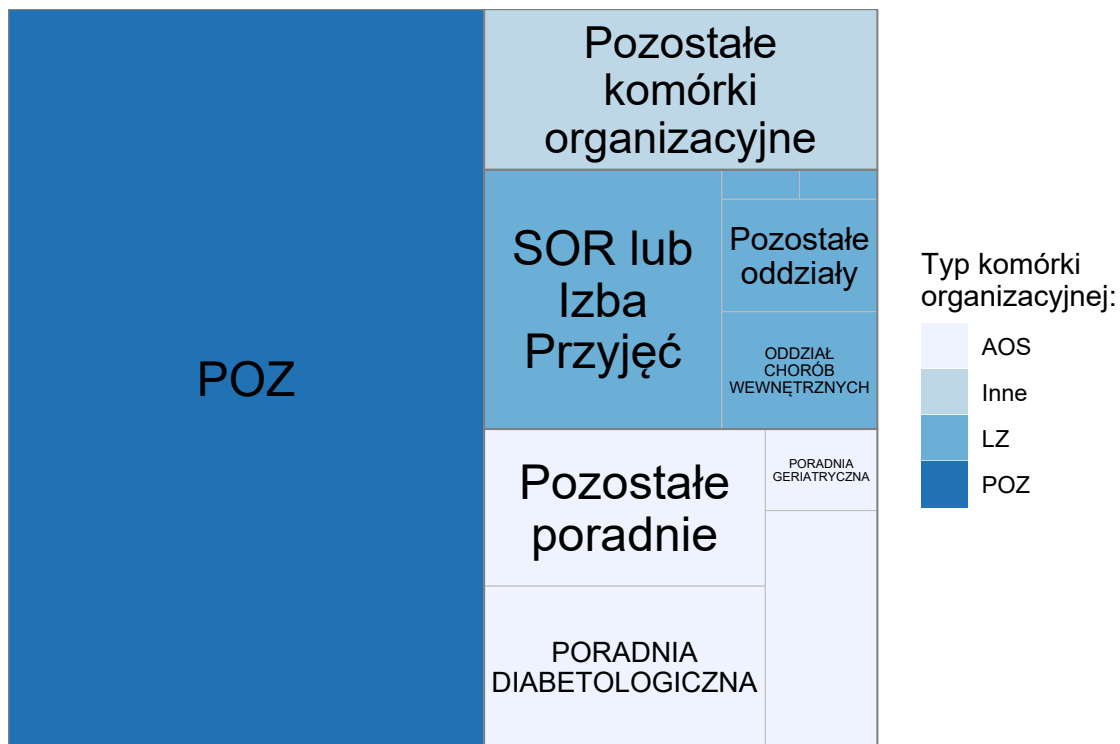 POZ
Pozostałe
komórki
organizacyjne
SOR lub
Izba
Przyjęć
Pozostałe
oddziały
ODDZIAŁ
CHORÓB
WEWNĘTRZNYCH
Pozostałe
poradnie
PORADNIA
GERIATRYCZNA
PORADNIA
DIABETOLOGICZNA
Typ komórki
organizacyjnej:
AOS
Inne
LZ
POZ